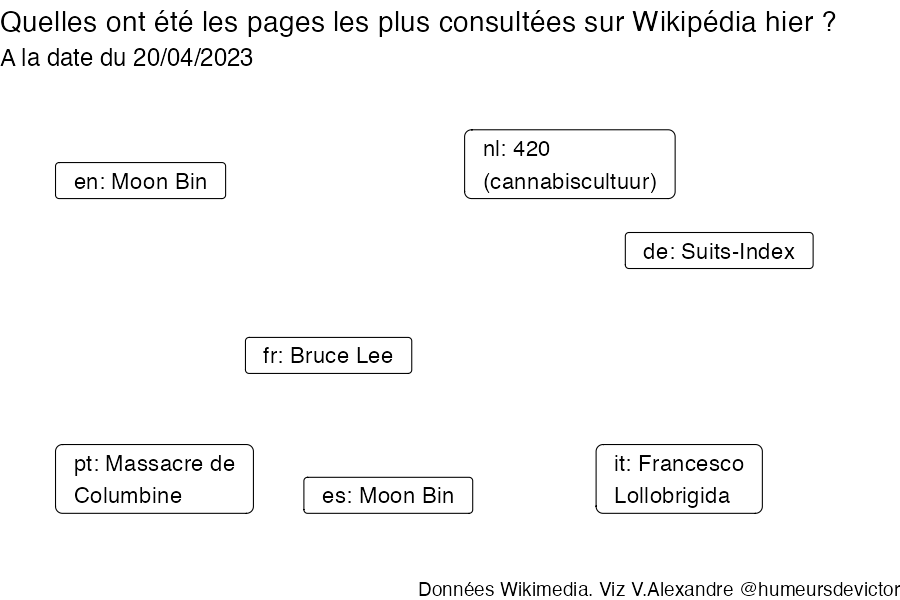 Quelles ont été les pages les plus consultées sur Wikipédia hier ?
A la date du 20/04/2023
nl: 420
(cannabiscultuur)
en: Moon Bin
de: Suits-Index
fr: Bruce Lee
pt: Massacre de
Columbine
es: Moon Bin
it: Francesco
Lollobrigida
Données Wikimedia. Viz V.Alexandre @humeursdevictor